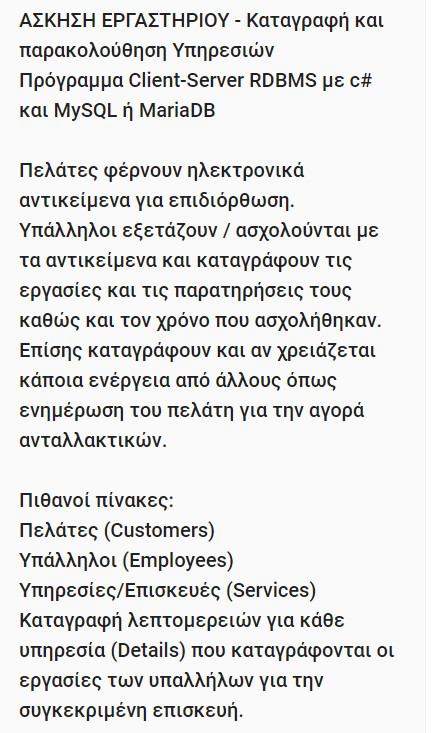 ΑΣΚΗΣΗ ΕΡΓΑΣΤΗΡΙΟΥ - Καταγραφή και
παρακολούθηση Υπηρεσιών
Πρόγραμμα Client-Server RDBMS με c#
και MySQL ή MariaDB
Πελάτες φέρνουν ηλεκτρονικά
αντικείμενα για επιδιόρθωση.
Υπάλληλοι εξετάζουν / ασχολούνται με
τα αντικείμενα και καταγράφουν τις
εργασίες και τις παρατηρήσεις τους
καθώς και τον χρόνο που ασχολήθηκαν.
Επίσης καταγράφουν και αν χρειάζεται
κάποια ενέργεια από άλλους όπως
ενημέρωση του πελάτη για την αγορά
ανταλλακτικών.
Πιθανοί πίνακες:
Πελάτες (Customers)
Υπάλληλοι (Employees)
Υπηρεσίες/Επισκευές (Services)
Καταγραφή λεπτομερειών για κάθε
υπηρεσία (Details) που καταγράφονται οι
εργασίες των υπαλλήλων για την
συγκεκριμένη επισκευή.